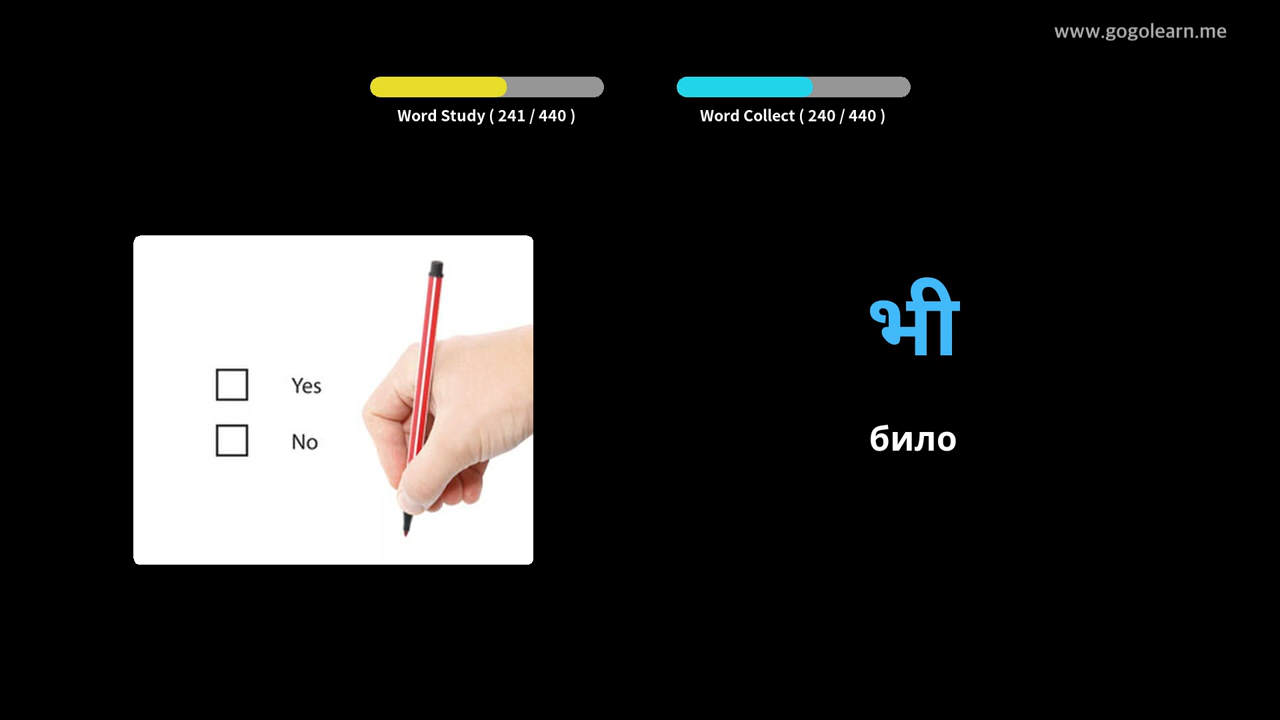 www.gogolearn.me
Word Study ( 241 / 440 )
Word Collect ( 240 / 440 )
Yes
No
भी
било